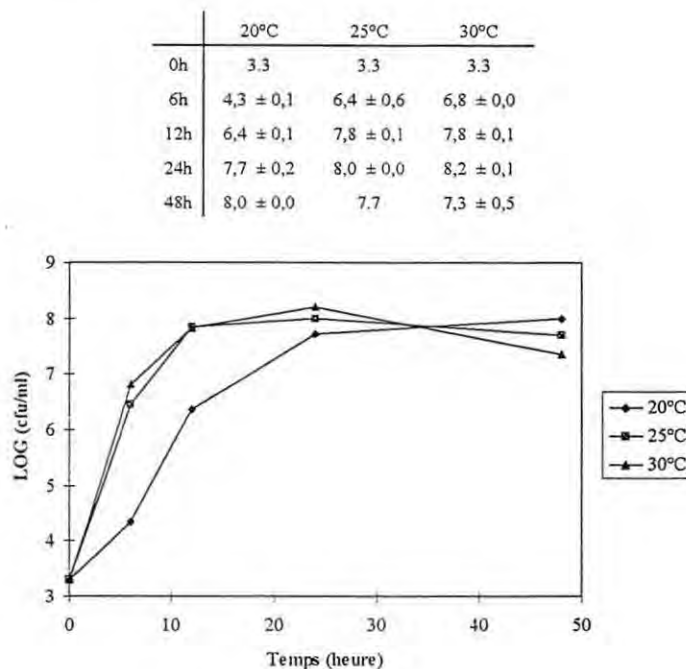 20°C 25°C 30°C
0h 3.3 3.3 3.3
6h 4,3 ± 0,1 6,4 ± 0,6 6,8 ± 0,0
12h 6,4 ± 0,1 7,8 ± 0,1 7,8 ± 0,1
24h 7,7 ± 0,2 8,0 ± 0,0 8,2 ± 0,1
48h 8,0 ± 0,0 7.7 7,3 ± 0,5
9
8
7
6
5
4
3
LOG (cfu/ml)
0 10 20 30 40 50
Temps (heure)
20°C
25°C
30°C